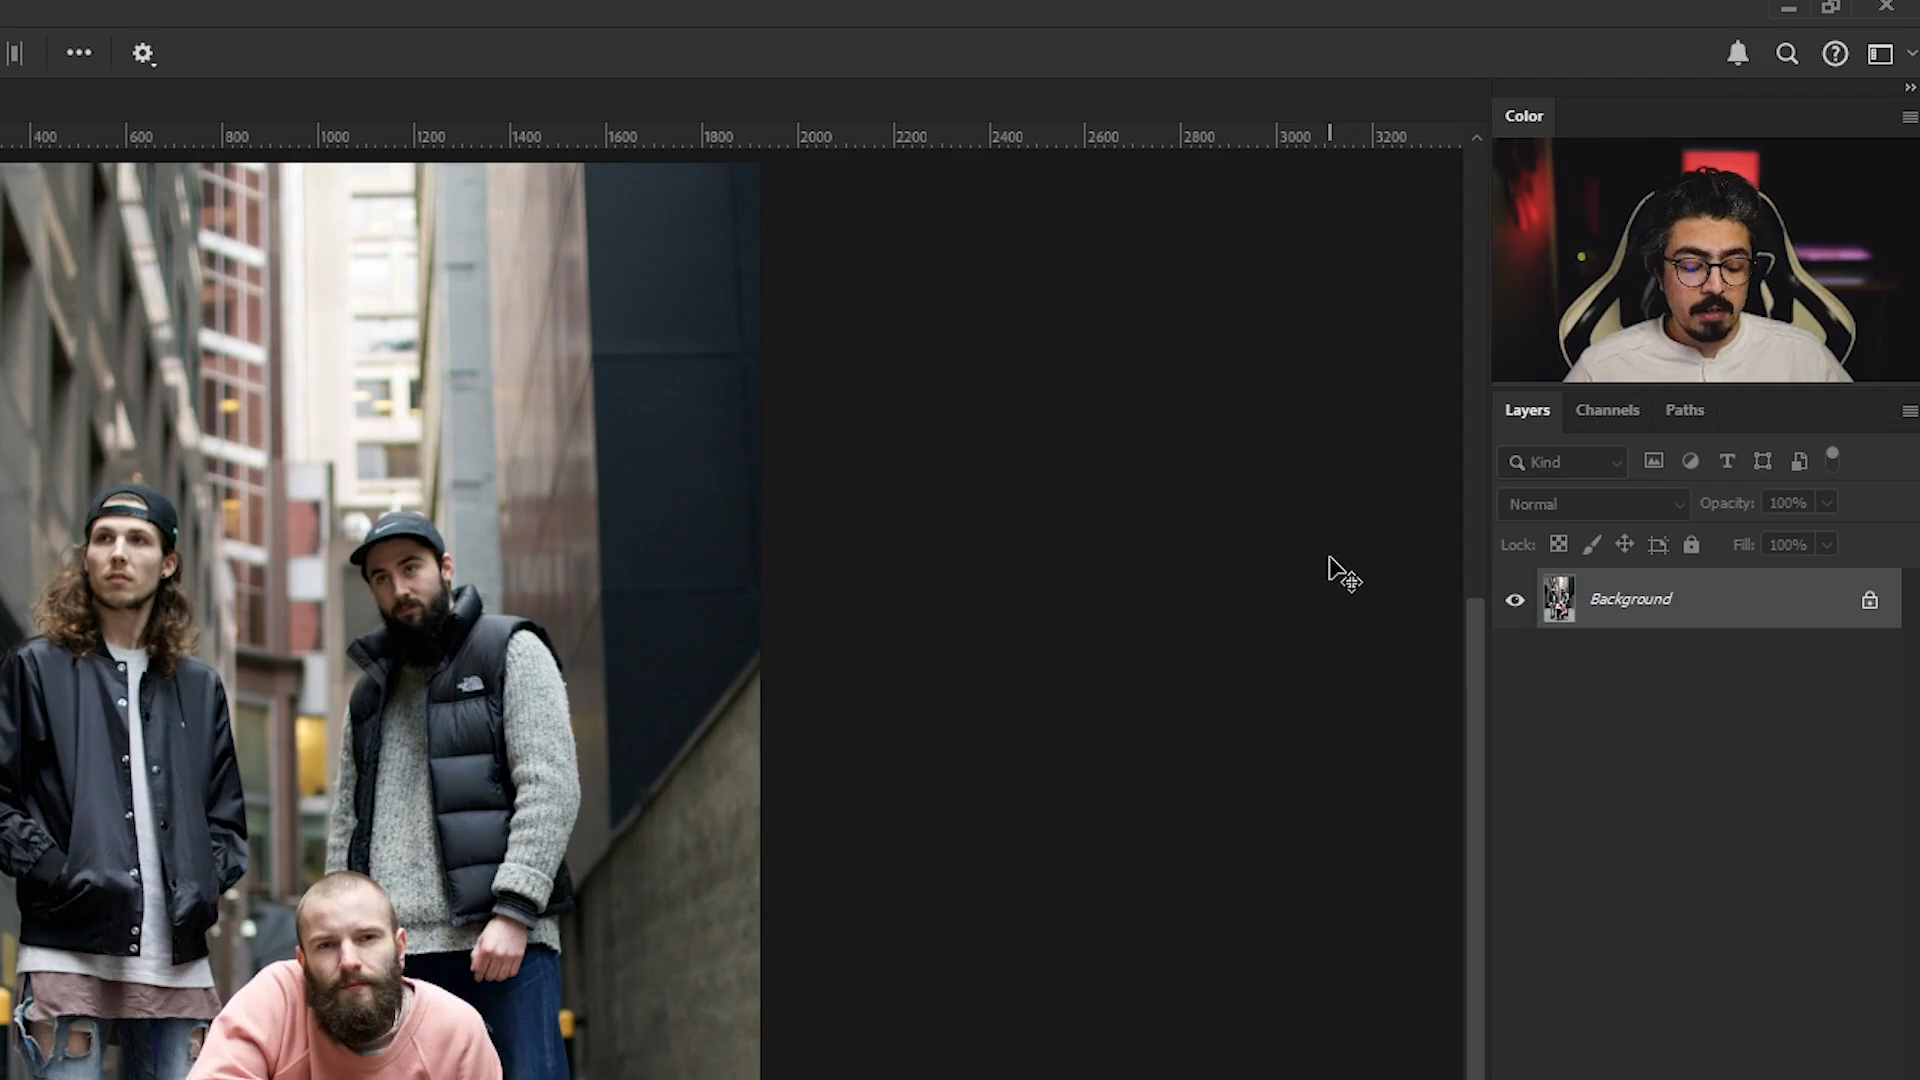 400 600 800 1000 1200 1400 1600 1800 2000 2200 2400 2600 2800 3000 3200
Color
Layers Channels Paths
Kind
Normal Opacity: 100%
Lock: Fill: 100%
Background